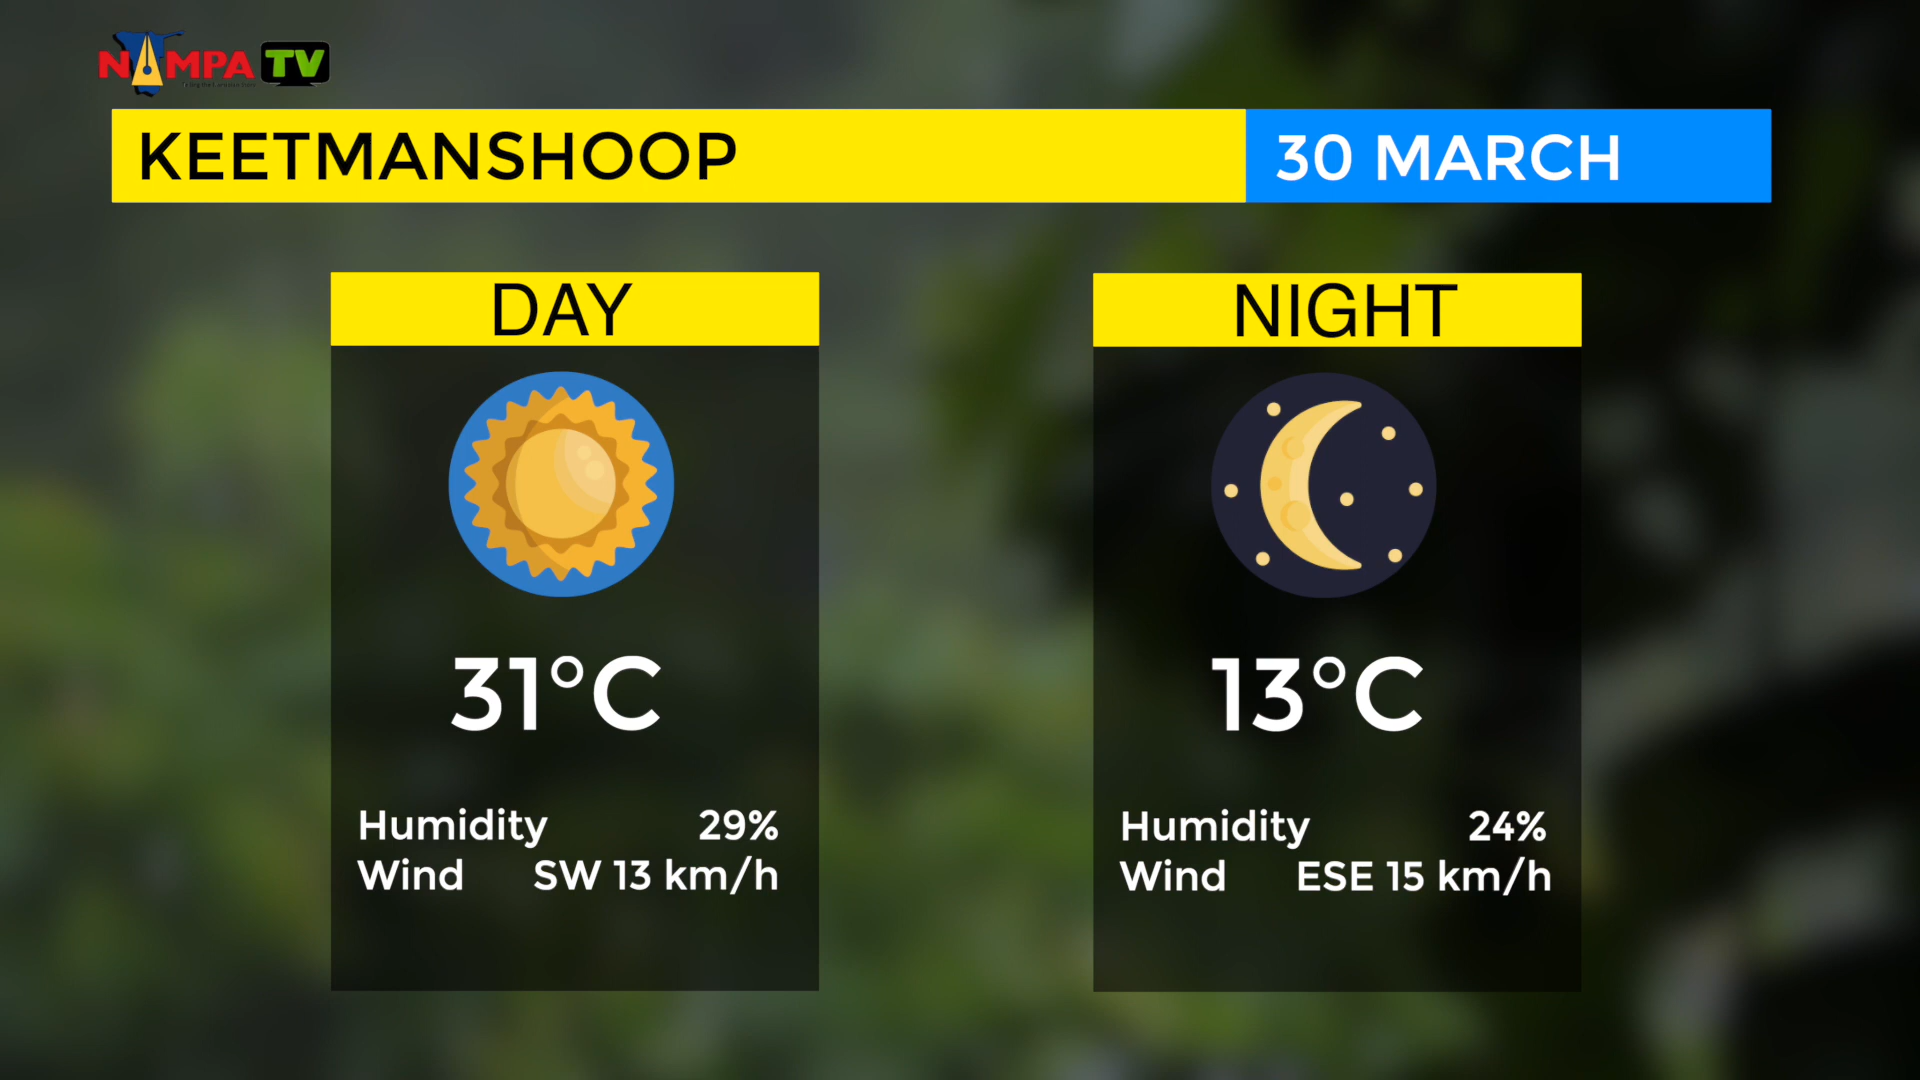 NAMPA TV
KEETMANSHOOP
30 MARCH
DAY
31°C
Humidity 29%
Wind SW 13 km/h
NIGHT
13°C
Humidity 24%
Wind ESE 15 km/h